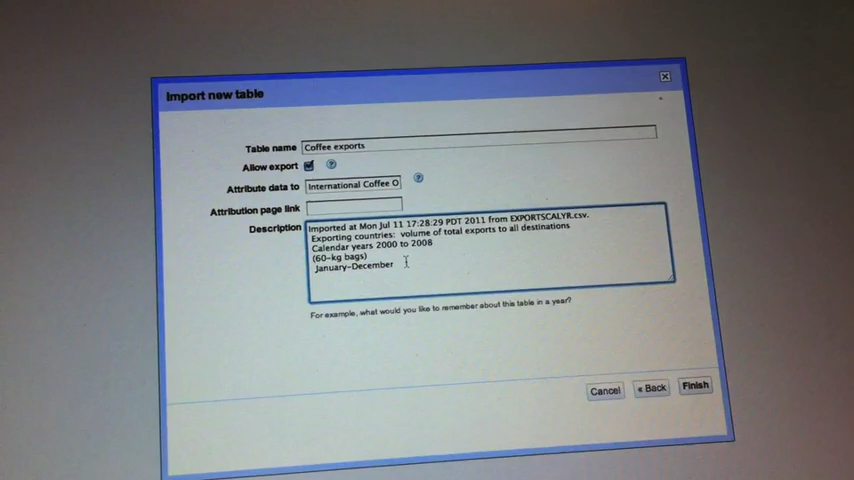 Import new table
Table name Coffee exports
Allow export
Attribute data to International Coffee O
Attribution page link
Description Imported at Mon Jul 11 17:28:29 PDT 2011 from EXPORTSCALYR.csv.
Exporting countries: volume of total exports to all destinations
Calendar years 2000 to 2008
(60-kg bags)
January-December
For example, what would you like to remember about this table in a year?
Cancel « Back Finish